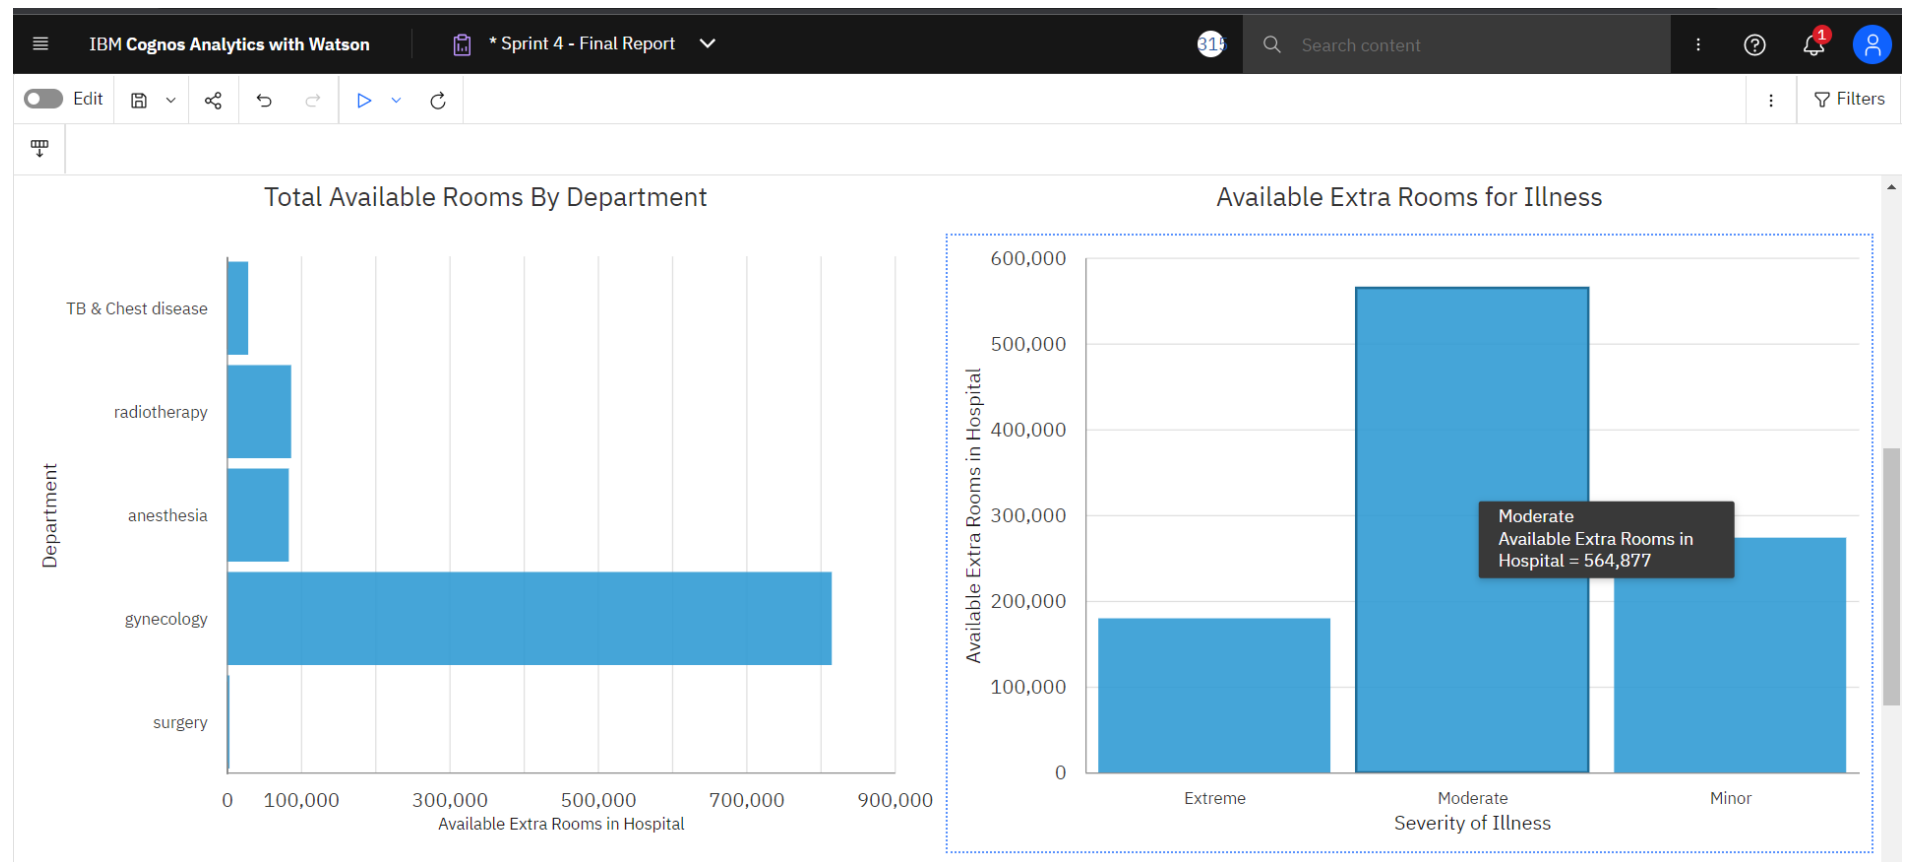 IBM Cognos Analytics with Watson
* Sprint 4 - Final Report
315
Search content
1
Edit
Filters
Total Available Rooms By Department
Department
TB & Chest disease
radiotherapy
anesthesia
gynecology
surgery
0 100,000 300,000 500,000 700,000 900,000
Available Extra Rooms in Hospital
Available Extra Rooms for Illness
Available Extra Rooms in Hospital
600,000
500,000
400,000
300,000
200,000
100,000
0
Moderate
Available Extra Rooms in
Hospital = 564,877
Extreme Moderate Minor
Severity of Illness